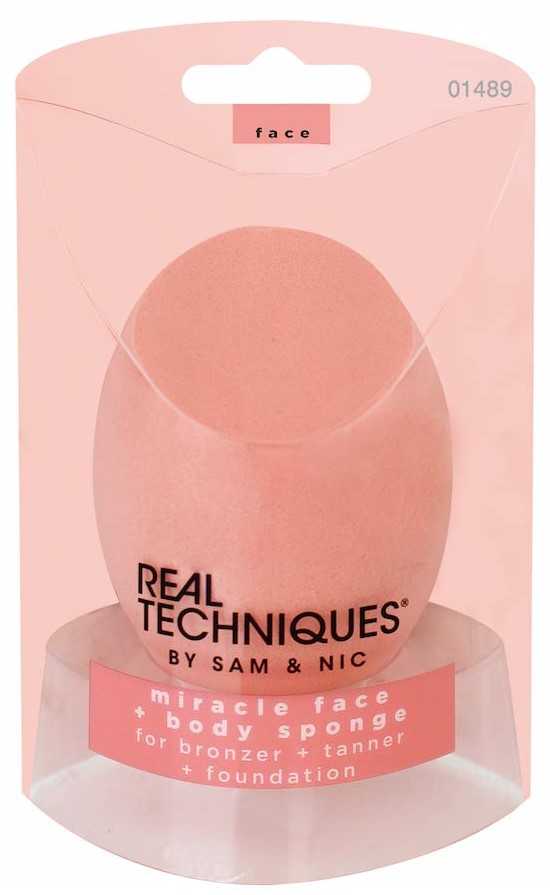 01489
face
REAL
TECHNIQUES®
BY SAM & NIC
miracle face
+ body sponge
for bronzer + tanner
+ foundation